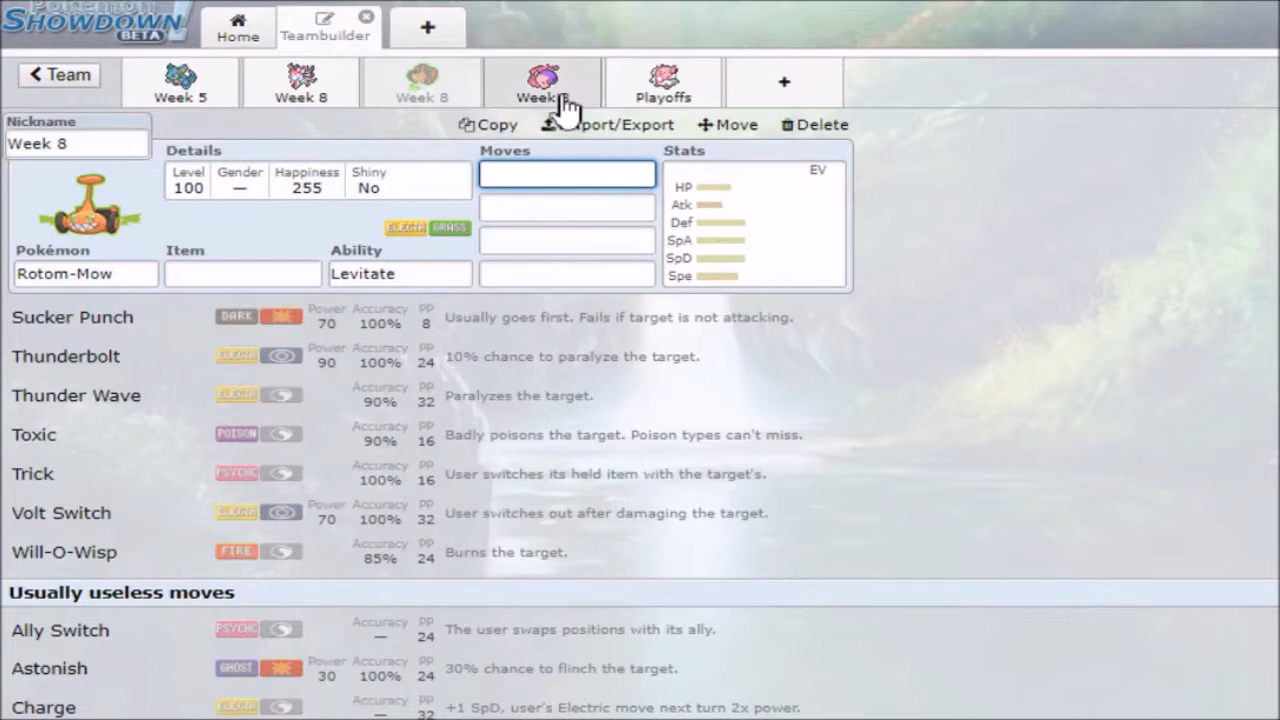 Pokémon
SHOWDOWN
BETA
Home
Teambuilder
+
Team
Week 5
Week 8
Week 8
Week
Playoffs
+
Nickname
Week 8
Copy
Import/Export
Move
Delete
Details
Level Gender Happiness Shiny
100 — 255 No
ELECTR GRASS
Pokémon Item Ability
Rotom-Mow Levitate
Moves
Stats
EV
HP
Atk
Def
SpA
SpD
Spe
Sucker Punch DARK Power 70 Accuracy 100% PP 8 Usually goes first. Fails if target is not attacking.
Thunderbolt ELECTR Power 90 Accuracy 100% PP 24 10% chance to paralyze the target.
Thunder Wave ELECTR Accuracy 90% PP 32 Paralyzes the target.
Toxic POISON Accuracy 90% PP 16 Badly poisons the target. Poison types can't miss.
Trick PSYCHC Accuracy 100% PP 16 User switches its held item with the target's.
Volt Switch ELECTR Power 70 Accuracy 100% PP 32 User switches out after damaging the target.
Will-O-Wisp FIRE Accuracy 85% PP 24 Burns the target.
Usually useless moves
Ally Switch PSYCHC Accuracy — PP 24 The user swaps positions with its ally.
Astonish GHOST Power 30 Accuracy 100% PP 24 30% chance to flinch the target.
Charge ELECTR Accuracy — PP 32 +1 SpD, user's Electric move next turn 2x power.